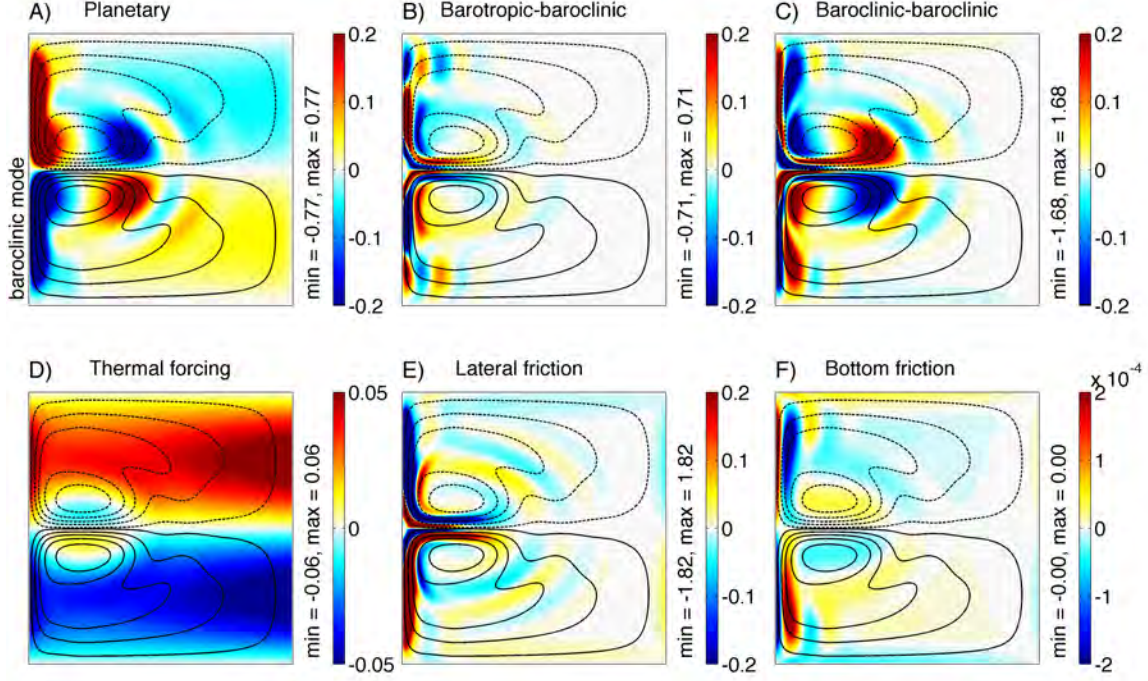 A) Planetary
B) Barotropic-baroclinic
C) Baroclinic-baroclinic
baroclinic mode
0.2
0.1
0
-0.1
-0.2
min = -0.77, max = 0.77
0.2
0.1
0
-0.1
-0.2
min = -0.71, max = 0.71
0.2
0.1
0
-0.1
-0.2
min = -1.68, max = 1.68
D) Thermal forcing
E) Lateral friction
F) Bottom friction
0.05
0
-0.05
min = -0.06, max = 0.06
0.2
0.1
0
-0.1
-0.2
min = -1.82, max = 1.82
x 10^-4
2
1
0
-1
-2
min = -0.00, max = 0.00